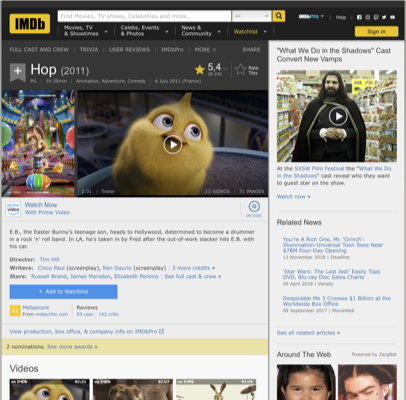 IMDb
Find Movies, TV shows, Celebrities and more...
All
IMDbPro
Help
Movies, TV
& Showtimes
Celebs, Events
& Photos
News &
Community
Watchlist
Sign in
FULL CAST AND CREW | TRIVIA | USER REVIEWS | IMDbPro | MORE
SHARE
Hop (2011)
PG | 1h 35min | Animation, Adventure, Comedy | 6 July 2011 (France)
5,4
Rate
This
2:31 | Trailer
13 VIDEOS | 71 IMAGES
prime video
Watch Now
With Prime Video
ON DISC
E.B., the Easter Bunny's teenage son, heads to Hollywood, determined to become a drummer
in a rock 'n' roll band. In LA, he's taken in by Fred after the out-of-work slacker hits E.B. with
his car.
Director: Tim Hill
Writers: Cinco Paul (screenplay), Ken Daurio (screenplay) | 3 more credits »
Stars: Russell Brand, James Marsden, Elizabeth Perkins | See full cast & crew »
+ Add to Watchlist
41
Metascore
From metacritic.com
Reviews
93 user | 142 critic
View production, box office, & company info on IMDbPro
2 nominations. See more awards »
Videos
"What We Do in the Shadows" Cast
Convert New Vamps
At the SXSW Film Festival the "What We Do in the Shadows"
cast reveal who they want
to guest star on the show.
Watch now »
Related News
You're A Rich One, Mr. 'Grinch':
Illumination-Universal Toon Sees Near
$76M Four-Day Opening
13 November 2018 | Deadline
'Star Wars: The Last Jedi' Easily Tops
DVD, Blu-ray Disc Sales Charts
09 April 2018 | Variety
Despicable Me 3 Crosses $1 Billion at the
Worldwide Box Office
09 September 2017 | MovieWeb
See all related articles »
Around The Web
Powered by ZergNet